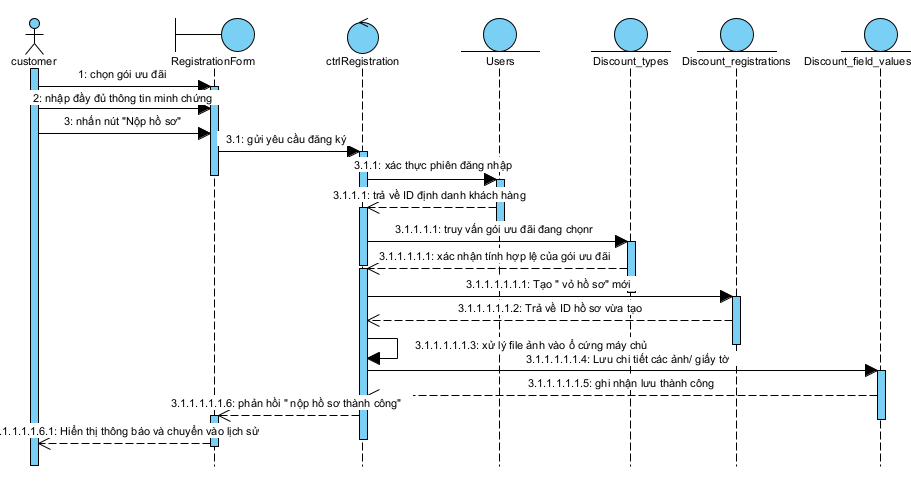 customer
RegistrationForm
ctrlRegistration
Users
Discount_types
Discount_registrations
Discount_field_values
1: chọn gói ưu đãi
2: nhập đầy đủ thông tin minh chứng
3: nhấn nút "Nộp hồ sơ"
3.1: gửi yêu cầu đăng ký
3.1.1: xác thực phiên đăng nhập
3.1.1.1: trả về ID định danh khách hàng
3.1.1.1.1: truy vấn gói ưu đãi đang chọnr
3.1.1.1.1.1: xác nhận tính hợp lệ của gói ưu đãi
3.1.1.1.1.1.1: Tạo " vỏ hồ sơ" mới
3.1.1.1.1.1.2: Trả về ID hồ sơ vừa tạo
3.1.1.1.1.1.3: xử lý file ảnh vào ổ cứng máy chủ
3.1.1.1.1.1.4: Lưu chi tiết các ảnh/ giấy tờ
3.1.1.1.1.1.5: ghi nhận lưu thành công
3.1.1.1.1.1.6: phản hồi " nộp hồ sơ thành công"
.1.1.1.1.6.1: Hiển thị thông báo và chuyển vào lịch sử